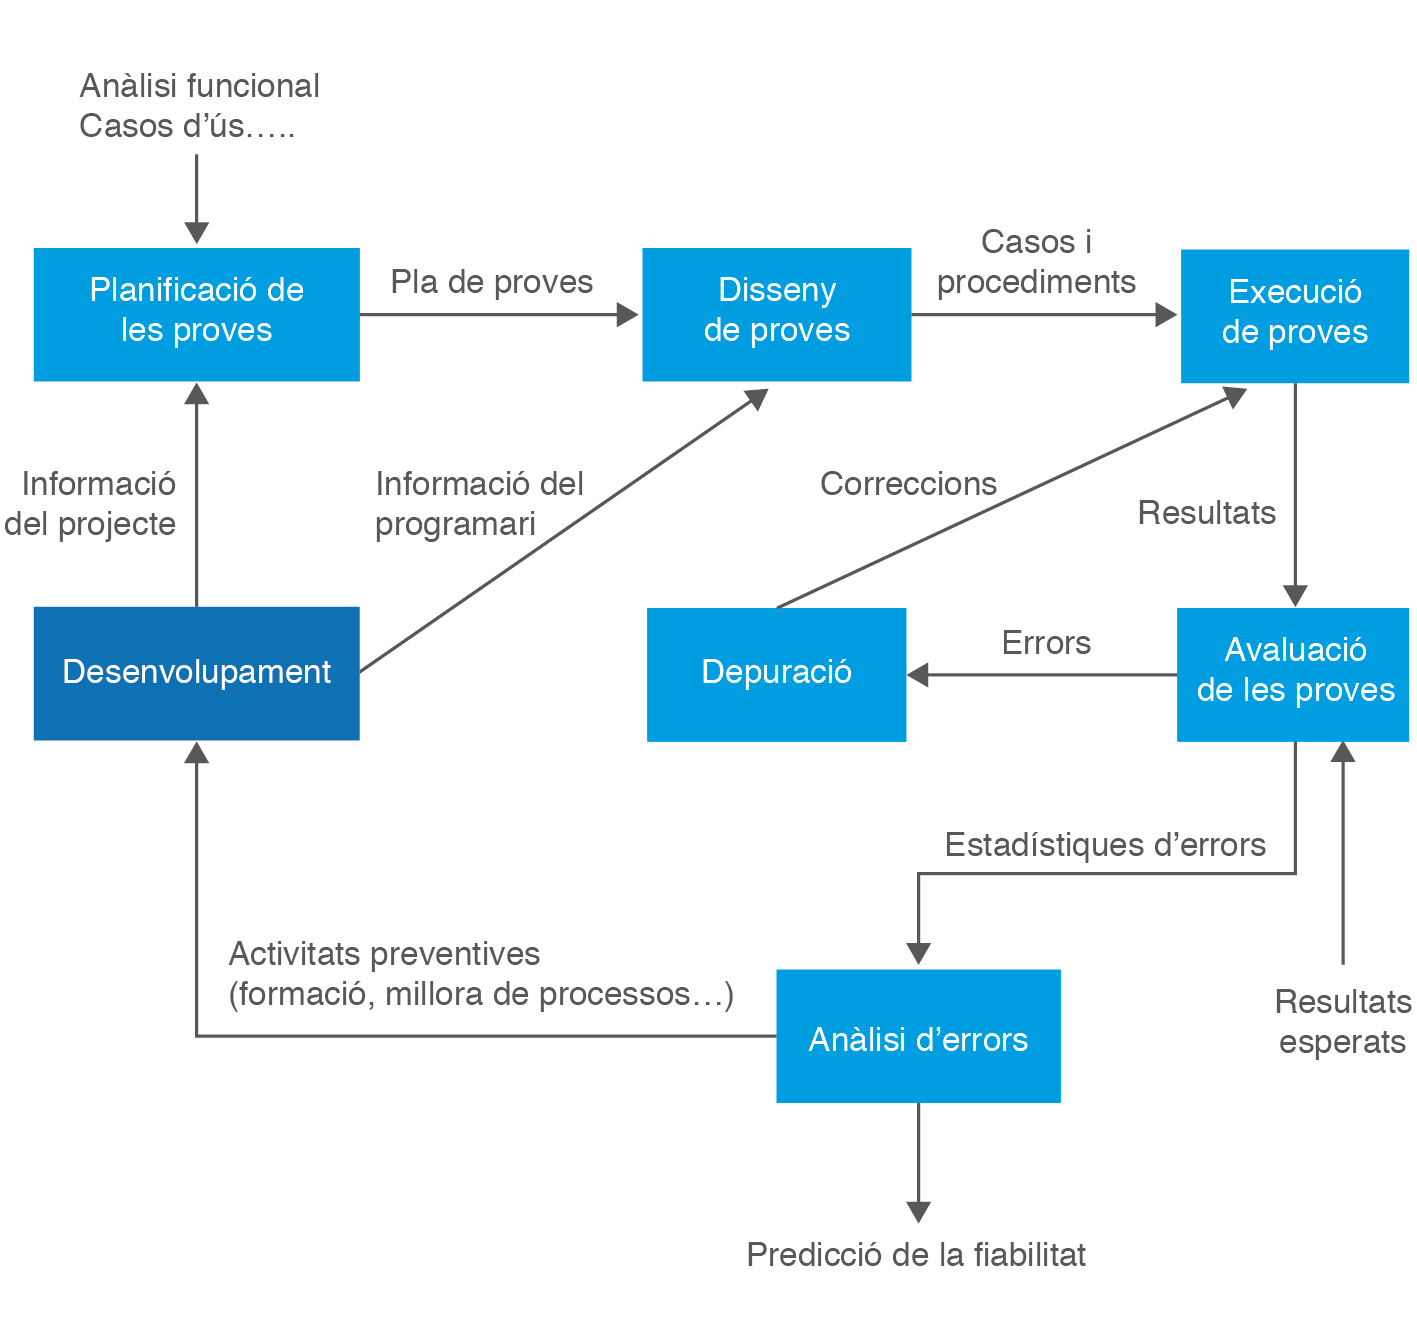 Anàlisi funcional
Casos d’ús…..
Planificació de
les proves
Pla de proves
Disseny
de proves
Casos i
procediments
Execució
de proves
Informació
del projecte
Informació del
programari
Correccions
Resultats
Desenvolupament
Depuració
Errors
Avaluació
de les proves
Estadístiques d’errors
Activitats preventives
(formació, millora de processos…)
Anàlisi d’errors
Resultats
esperats
Predicció de la fiabilitat